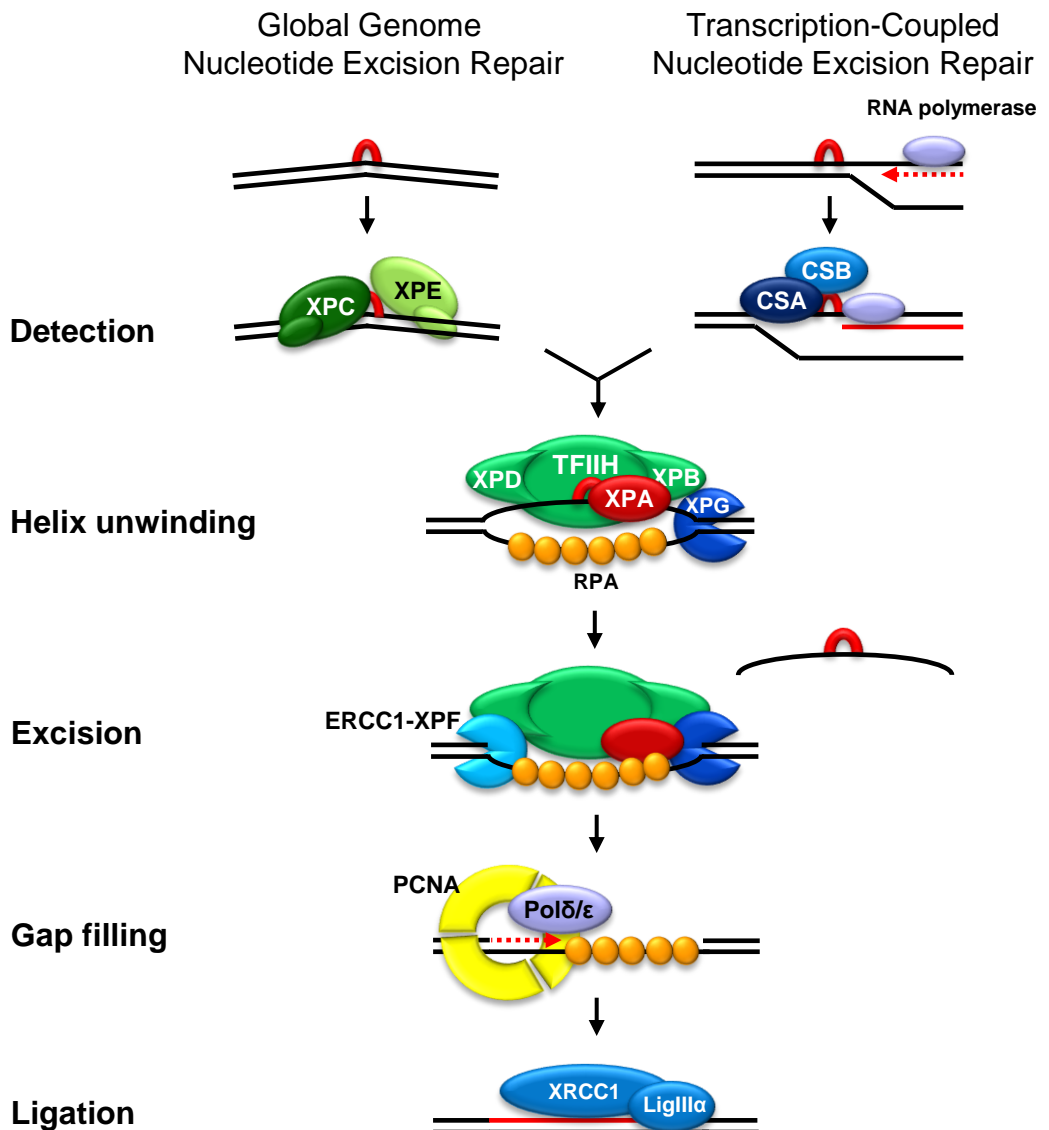 Global Genome
Nucleotide Excision Repair
Transcription-Coupled
Nucleotide Excision Repair
RNA polymerase
Detection
XPC
XPE
CSB
CSA
Helix unwinding
XPD
TFIIH
XPB
XPA
XPG
RPA
Excision
ERCC1-XPF
Gap filling
PCNA
Polδ/ε
Ligation
XRCC1
LigIIIα